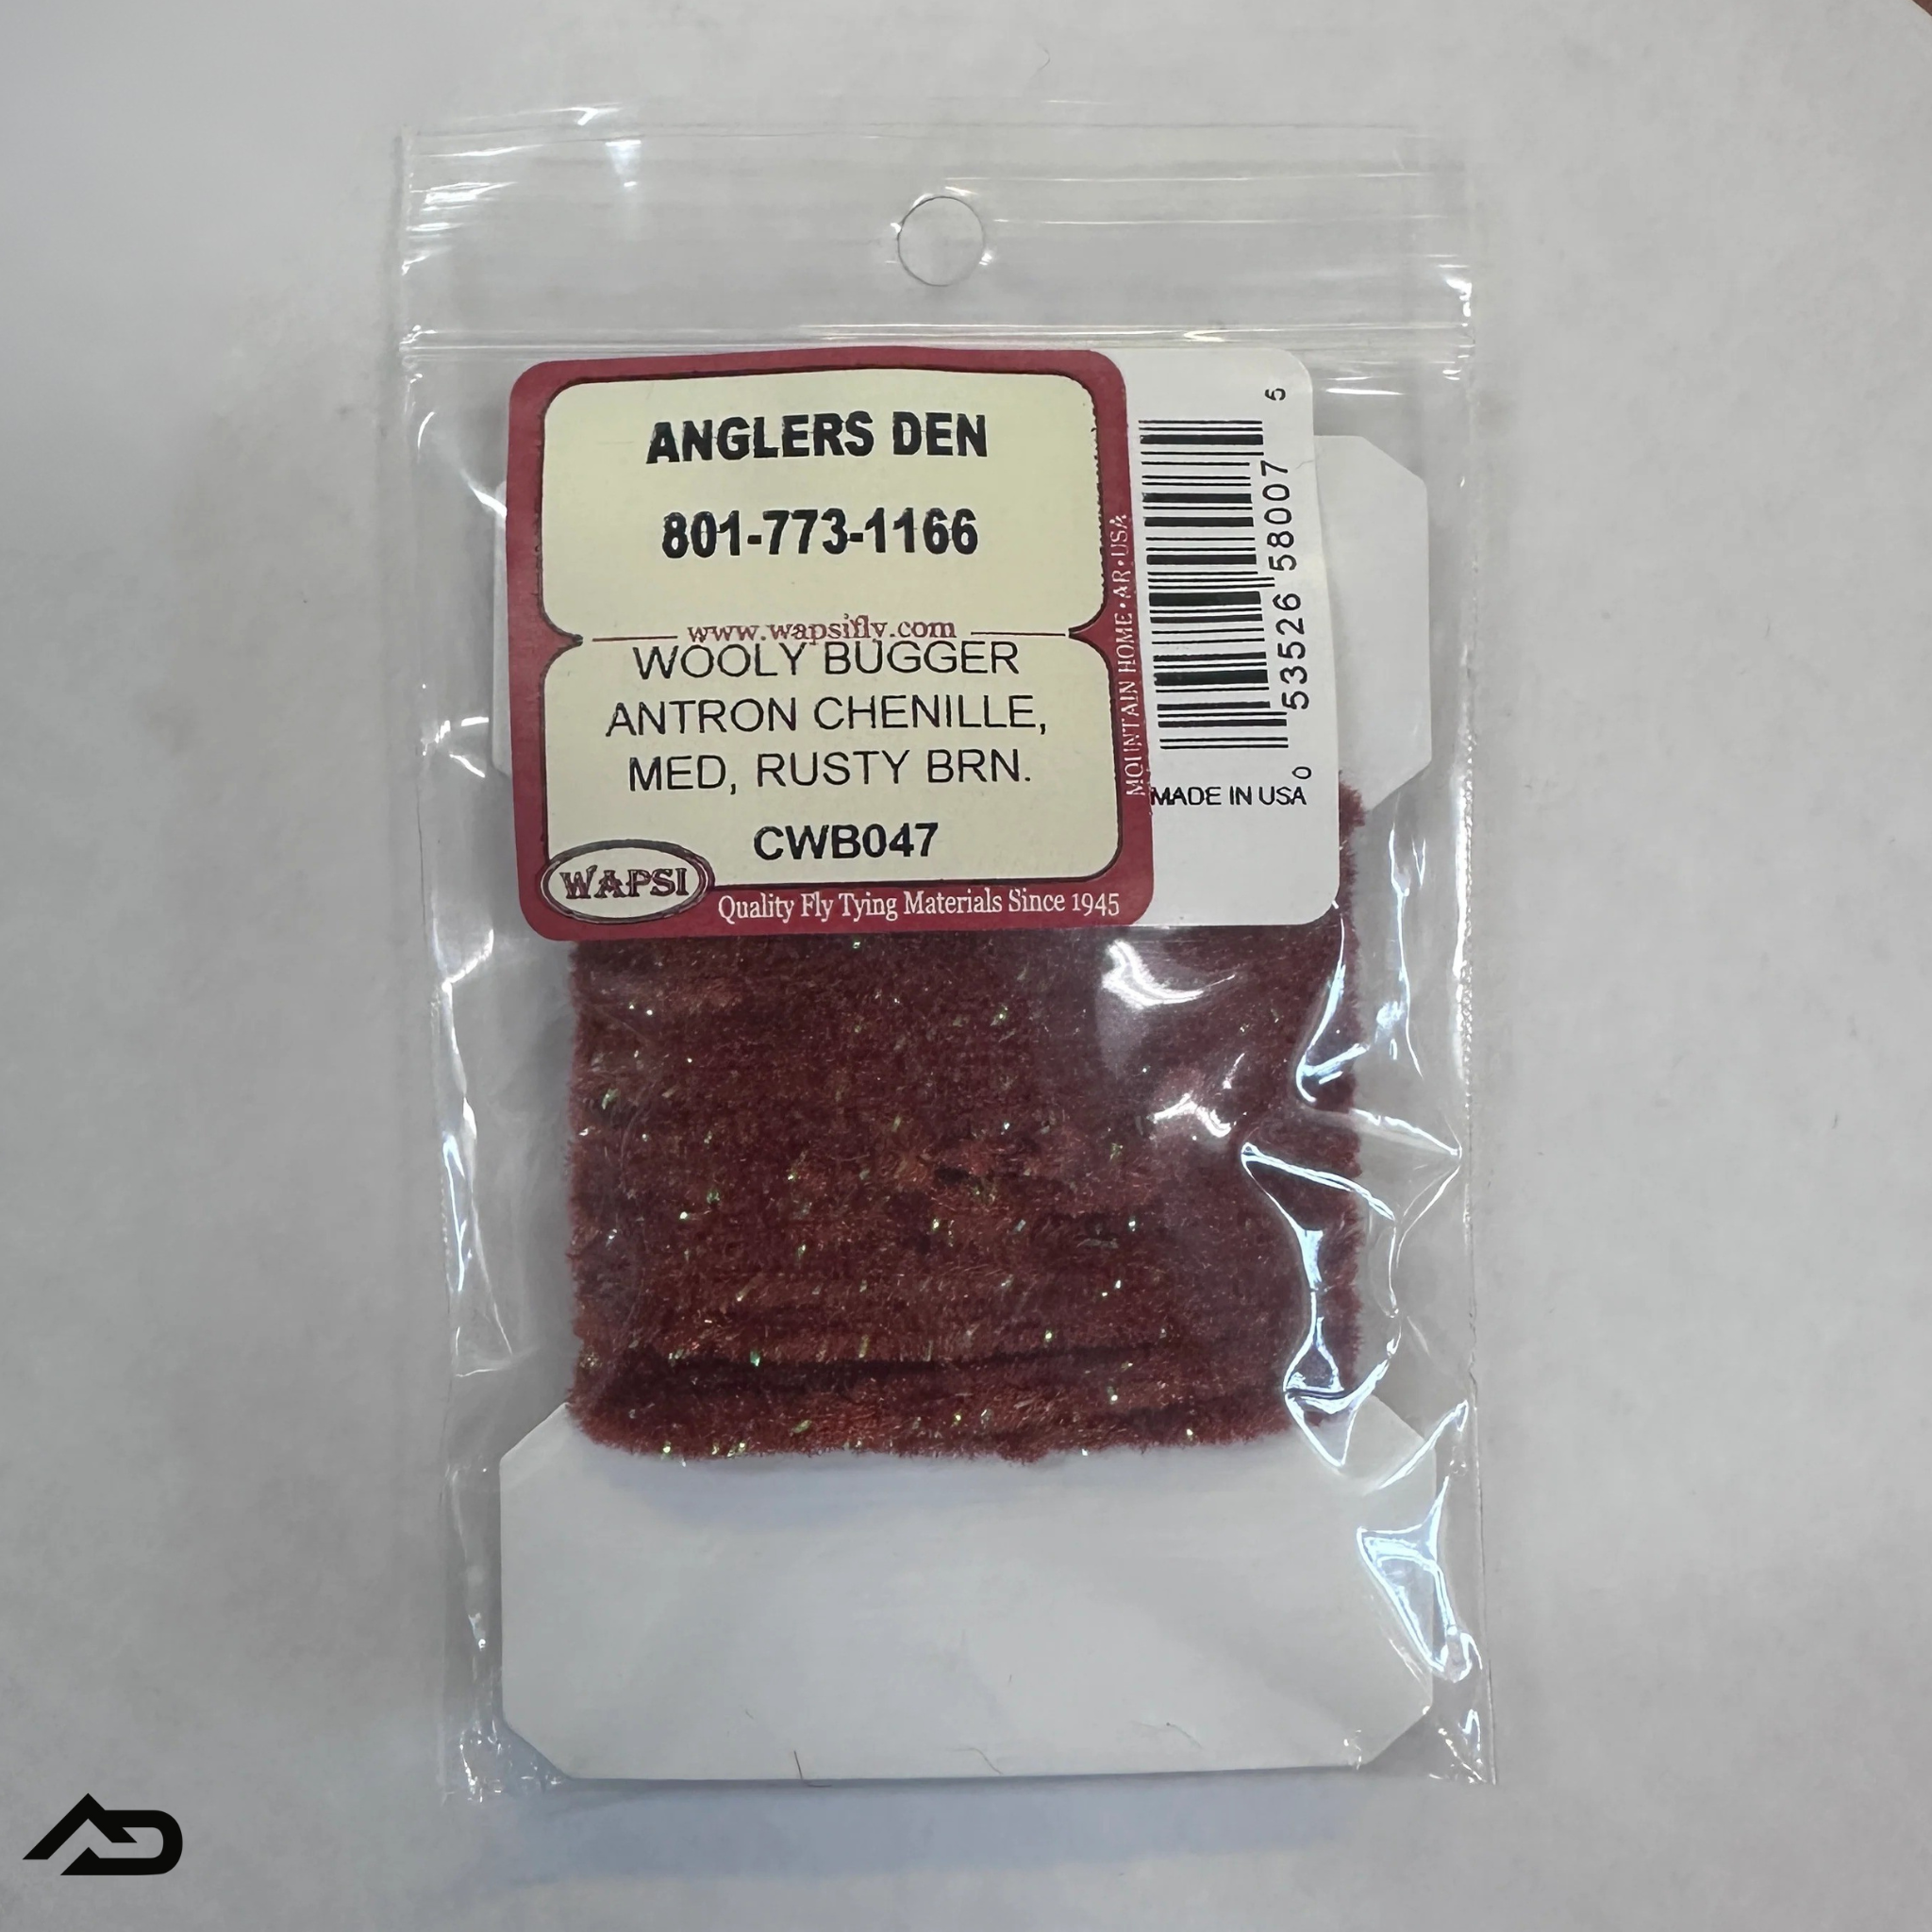 ANGLERS DEN
801-773-1166
www.wapsifly.com
WOOLY BUGGER
ANTRON CHENILLE,
MED, RUSTY BRN.
CWB047
WAPSI
Quality Fly Tying Materials Since 1945
MOUNTAIN HOME • AR • USA
0 53526 58007 5
MADE IN USA
AD